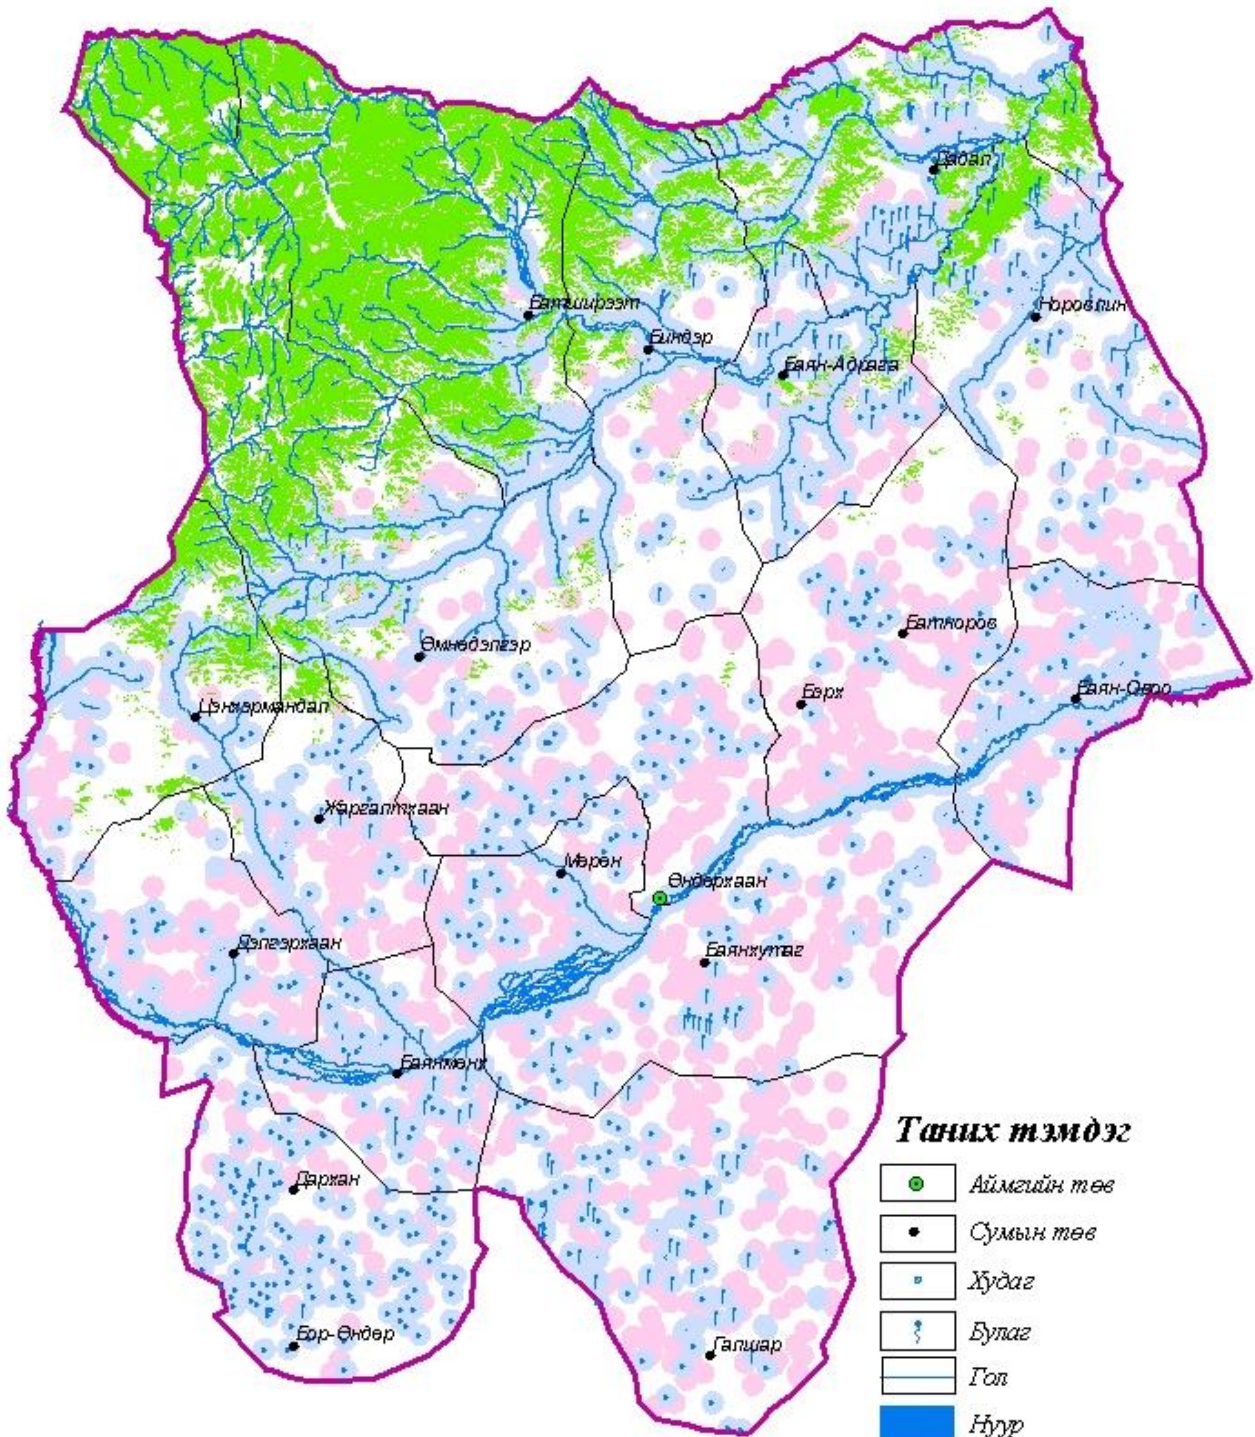 Дадал
Батширээт
Норовлин
Биндэр
Баян-Адрага
Батноров
Өмнөдэлгэр
Баян-Овоо
Цэнхэрмандал
Бэрх
Жаргалтхаан
Мөрөн
Өндөрхаан
Дэлгэрхаан
Баянхутаг
Баянмөнх
Таних тэмдэг
Дархан
Аймгийн төв
Сумын төв
Худаг
Бор-Өндөр
Булаг
Галшар
Гол
Нуур